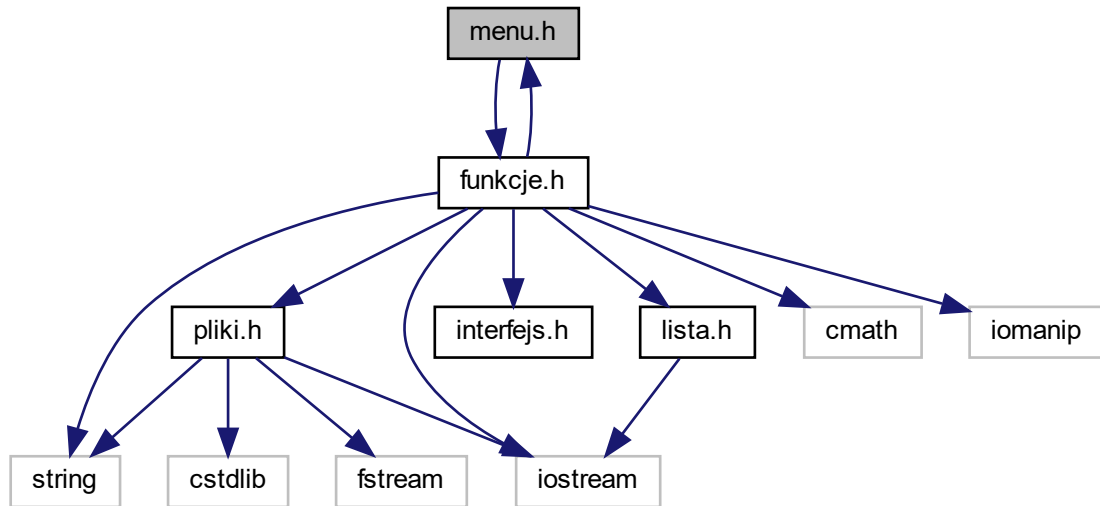 menu.h
funkcje.h
pliki.h
interfejs.h
lista.h
cmath
iomanip
string
cstdlib
fstream
iostream